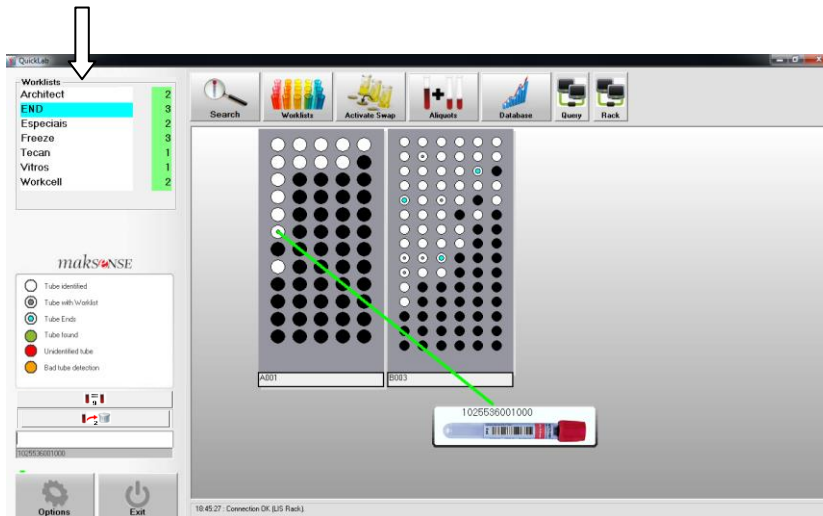 QuickLab
Worklists
Architect 2
END 3
Especiais 2
Freeze 3
Tecan 1
Vitros 1
Workcell 2
Search
Worklists
Activate Swap
Aliquots
Database
Query
Rack
maksENSE
Tube identified
Tube with Worklist
Tube Ends
Tube found
Unidentified tube
Bad tube detection
9
2
1025536001000
Options
Exit
A001
B003
1025536001000
18:45:27 : Connection OK (LIS Rack).